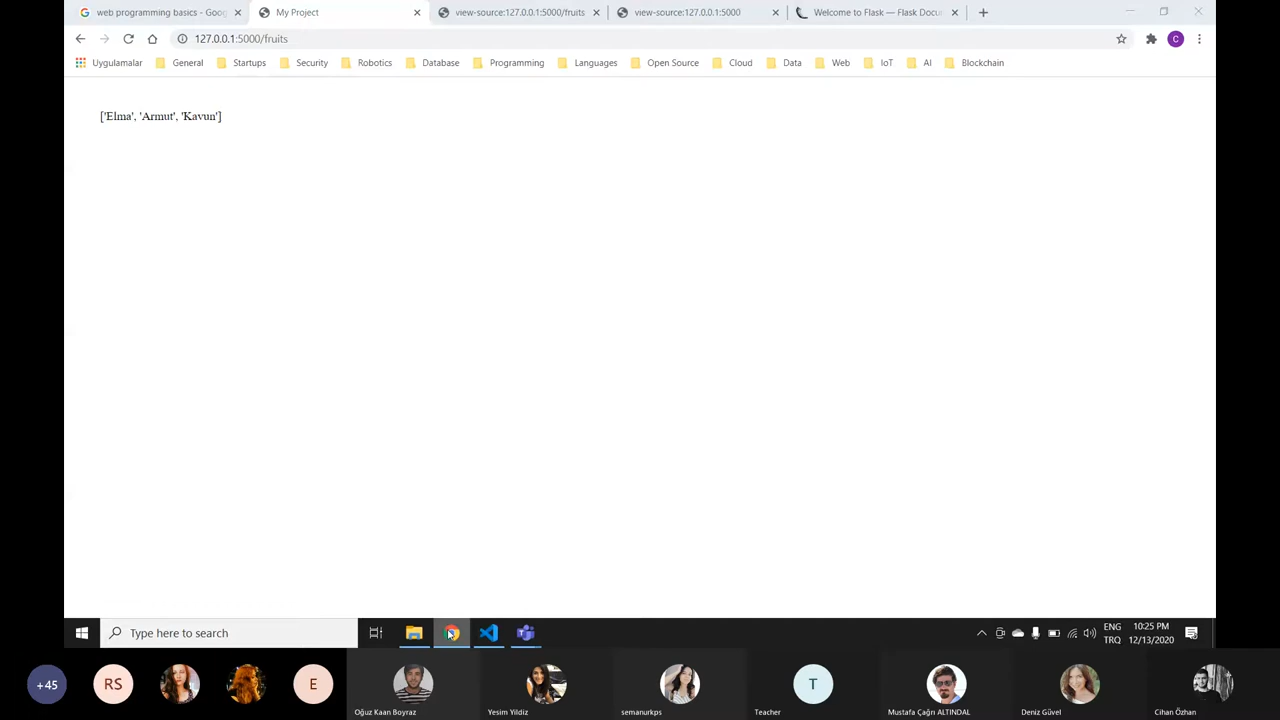 web programming basics - Goog
My Project
view-source:127.0.0.1:5000/fruits
view-source:127.0.0.1:5000
Welcome to Flask — Flask Docu
127.0.0.1:5000/fruits
C
Uygulamalar
General
Startups
Security
Robotics
Database
Programming
Languages
Open Source
Cloud
Data
Web
IoT
AI
Blockchain
['Elma', 'Armut', 'Kavun']
Type here to search
ENG
TRQ
10:25 PM
12/13/2020
+45
RS
E
T
Oğuz Kaan Boyraz
Yesim Yildiz
semanurkps
Teacher
Mustafa Çağrı ALTINDAL
Deniz Güvel
Cihan Özhan